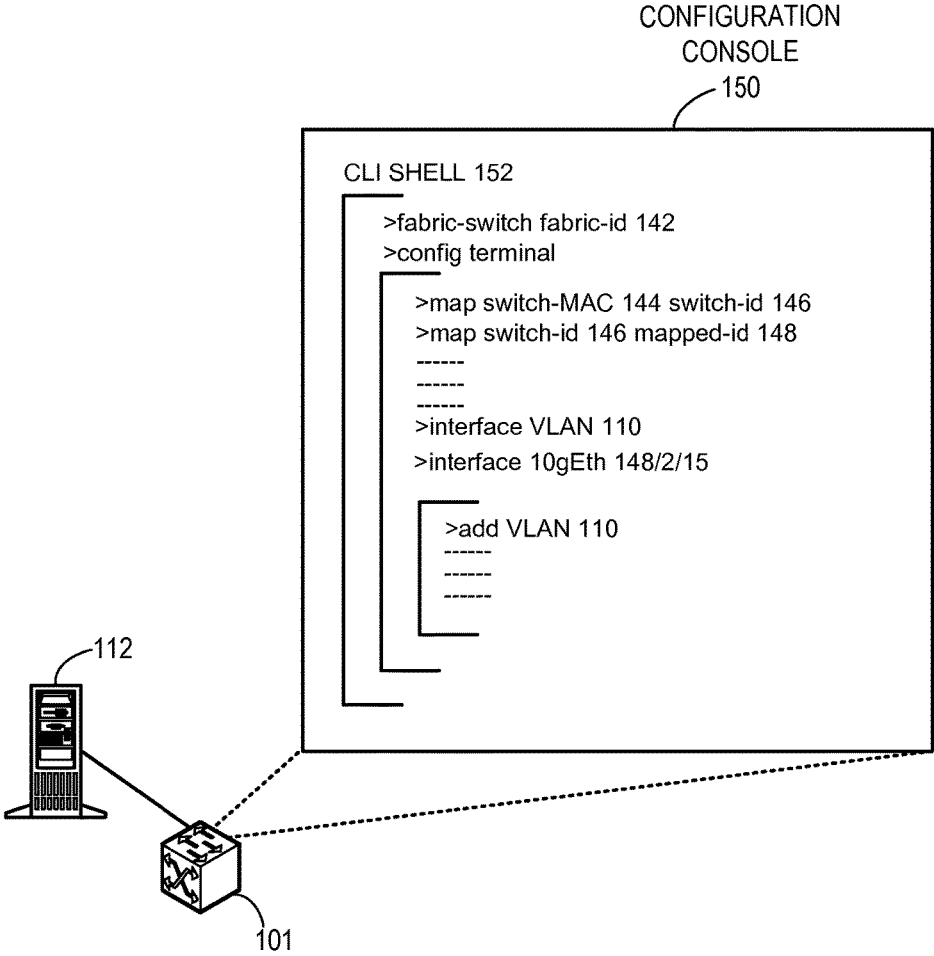 CONFIGURATION
CONSOLE
150
CLI SHELL 152
>fabric-switch fabric-id 142
>config terminal
>map switch-MAC 144 switch-id 146
>map switch-id 146 mapped-id 148
------
------
------
>interface VLAN 110
>interface 10gEth 148/2/15
>add VLAN 110
------
------
------
112
101